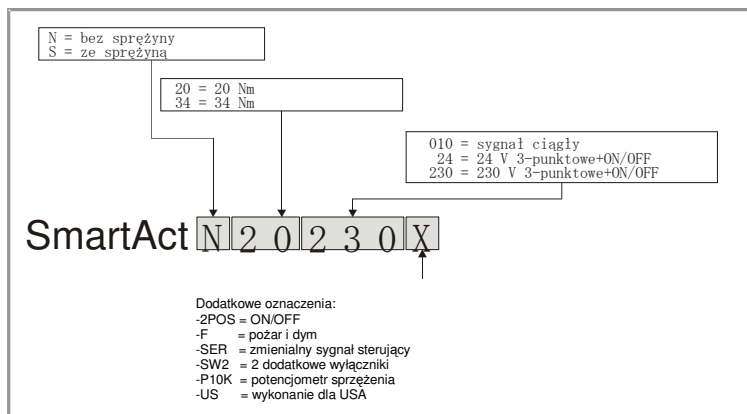 N = bez sprężyny
S = ze sprężyną
20 = 20 Nm
34 = 34 Nm
010 = sygnał ciągły
24 = 24 V 3-punktowe+ON/OFF
230 = 230 V 3-punktowe+ON/OFF
SmartAct N 2 0 2 3 0 X
Dodatkowe oznaczenia:
-2POS = ON/OFF
-F = pożar i dym
-SER = zmienialny sygnał sterujący
-SW2 = 2 dodatkowe wyłączniki
-P10K = potencjometr sprzężenia
-US = wykonanie dla USA